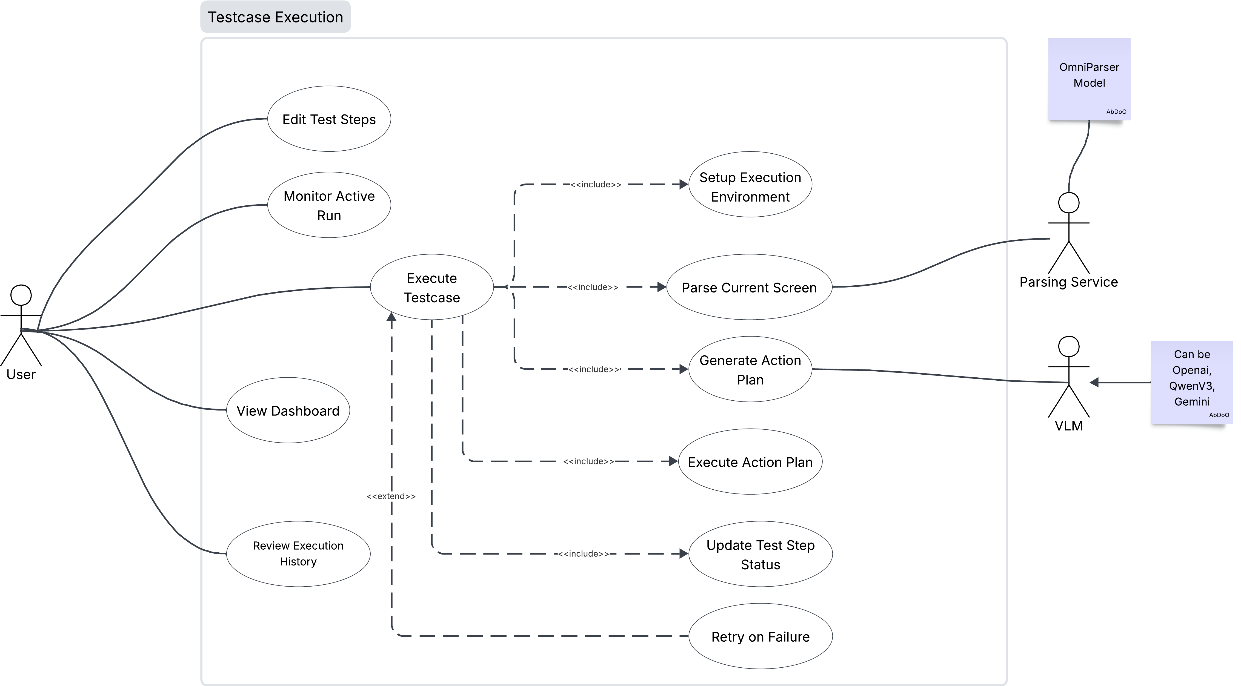 Testcase Execution
OmniParser
Model
AbDoO
Edit Test Steps
Monitor Active
Run
Setup Execution
Environment
<<include>>
Execute
Testcase
<<include>>
Parse Current Screen
Parsing Service
User
<<include>>
Generate Action
Plan
VLM
Can be
Openai,
QwenV3,
Gemini
AbDoO
View Dashboard
<<include>>
Execute Action Plan
<<extend>>
Review Execution
History
<<include>>
Update Test Step
Status
Retry on Failure